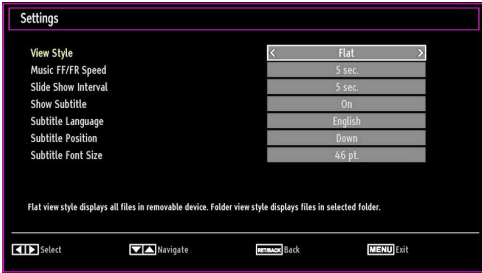 Settings
View Style < Flat >
Music FF/FR Speed 5 sec.
Slide Show Interval 5 sec.
Show Subtitle On
Subtitle Language English
Subtitle Position Down
Subtitle Font Size 46 pt.
Flat view style displays all files in removable device. Folder view style displays files in selected folder.
Select Navigate RET/BACK Back MENU Exit